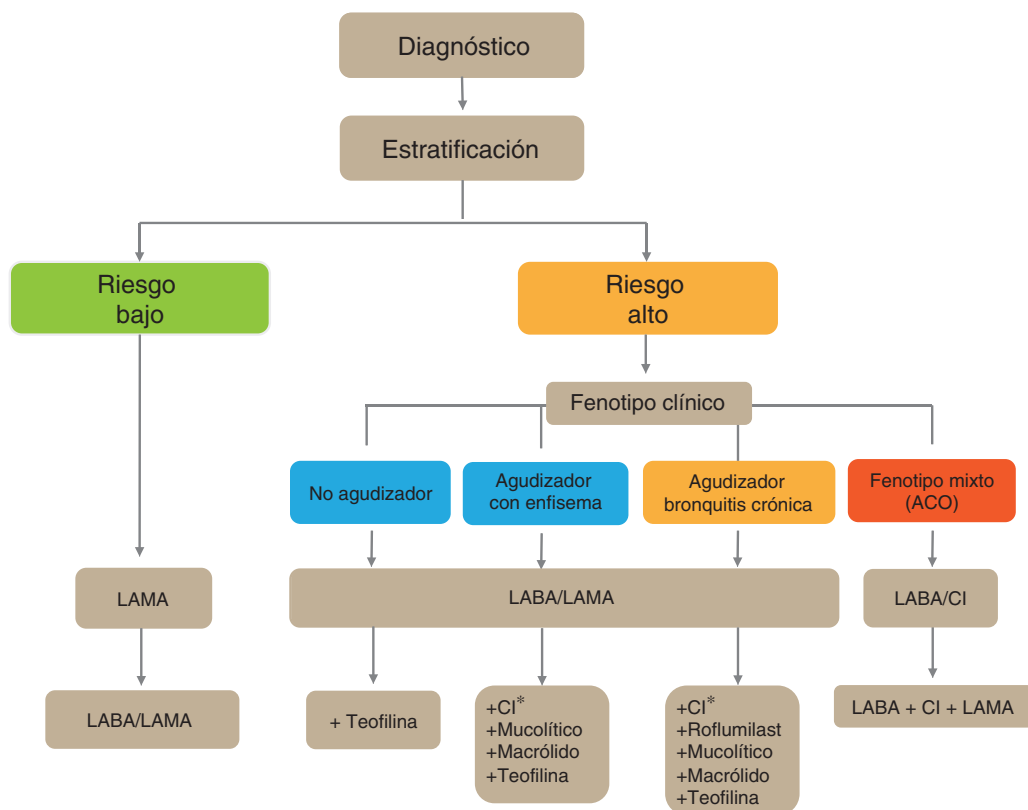 Diagnóstico
Estratificación
Riesgo
bajo
Riesgo
alto
Fenotipo clínico
No agudizador
Agudizador
con enfisema
Agudizador
bronquitis crónica
Fenotipo mixto
(ACO)
LAMA
LABA/LAMA
LABA/CI
LABA/LAMA
+ Teofilina
+CI*
+Mucolítico
+Macrólido
+Teofilina
+CI*
+Roflumilast
+Mucolítico
+Macrólido
+Teofilina
LABA + CI + LAMA